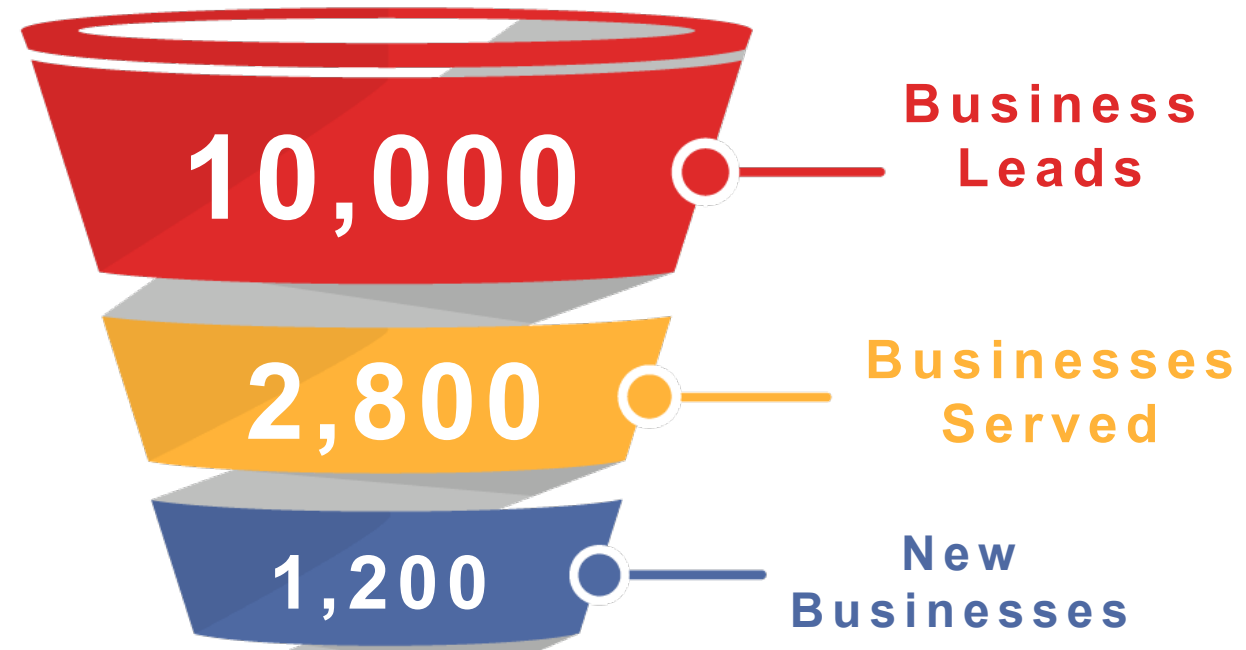 10,000
Business
Leads
2,800
Businesses
Served
1,200
New
Businesses